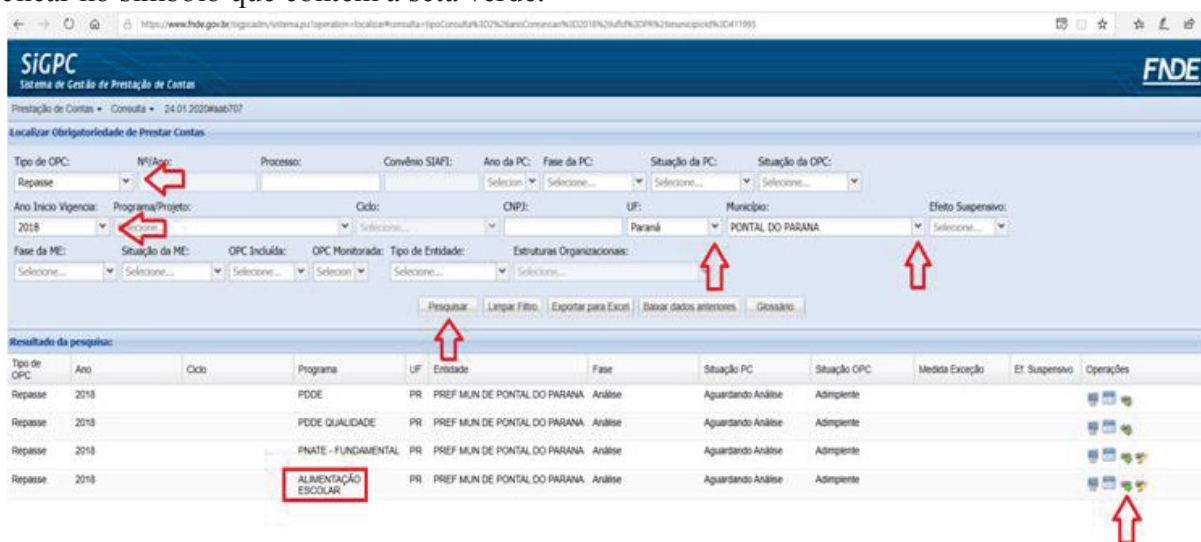 clicar no símbolo que contém a seta verde.
SiGPC
Sistema de Gestão de Prestação de Contas
FNDE
Prestação de Contas Consulta 24.01.2020#aab707
Localizar Obrigatoriedade de Prestar Contas
Tipo de OPC: Nº/Ano: Processo: Convênio SIAFI: Ano da PC: Fase da PC: Situação da PC: Situação da OPC:
Repasse Selecion Selecione... Selecione... Selecione...
Ano Inicio Vigencia: Programa/Projeto: Ciclo: CNPJ: UF: Município: Efeito Suspensivo:
2018 Selecione... Paraná PONTAL DO PARANA Selecione...
Fase da ME: Situação da ME: OPC Incluída: OPC Monitorada: Tipo de Entidade: Estruturas Organizacionais:
Selecione... Selecione... Selecione... Selecion Selecione... Selecione...
Pesquisar Limpar Filtro Exportar para Excel Baixar dados anteriores Glossário
Resultado da pesquisa:
Tipo de OPC Ano Ciclo Programa UF Entidade Fase Situação PC Situação OPC Medida Exceção Ef. Suspensivo Operações
Repasse 2018 PDDE PR PREF MUN DE PONTAL DO PARANA Análise Aguardando Análise Adimplente
Repasse 2018 PDDE QUALIDADE PR PREF MUN DE PONTAL DO PARANA Análise Aguardando Análise Adimplente
Repasse 2018 PNATE - FUNDAMENTAL PR PREF MUN DE PONTAL DO PARANA Análise Aguardando Análise Adimplente
Repasse 2018 ALIMENTAÇÃO ESCOLAR PR PREF MUN DE PONTAL DO PARANA Análise Aguardando Análise Adimplente